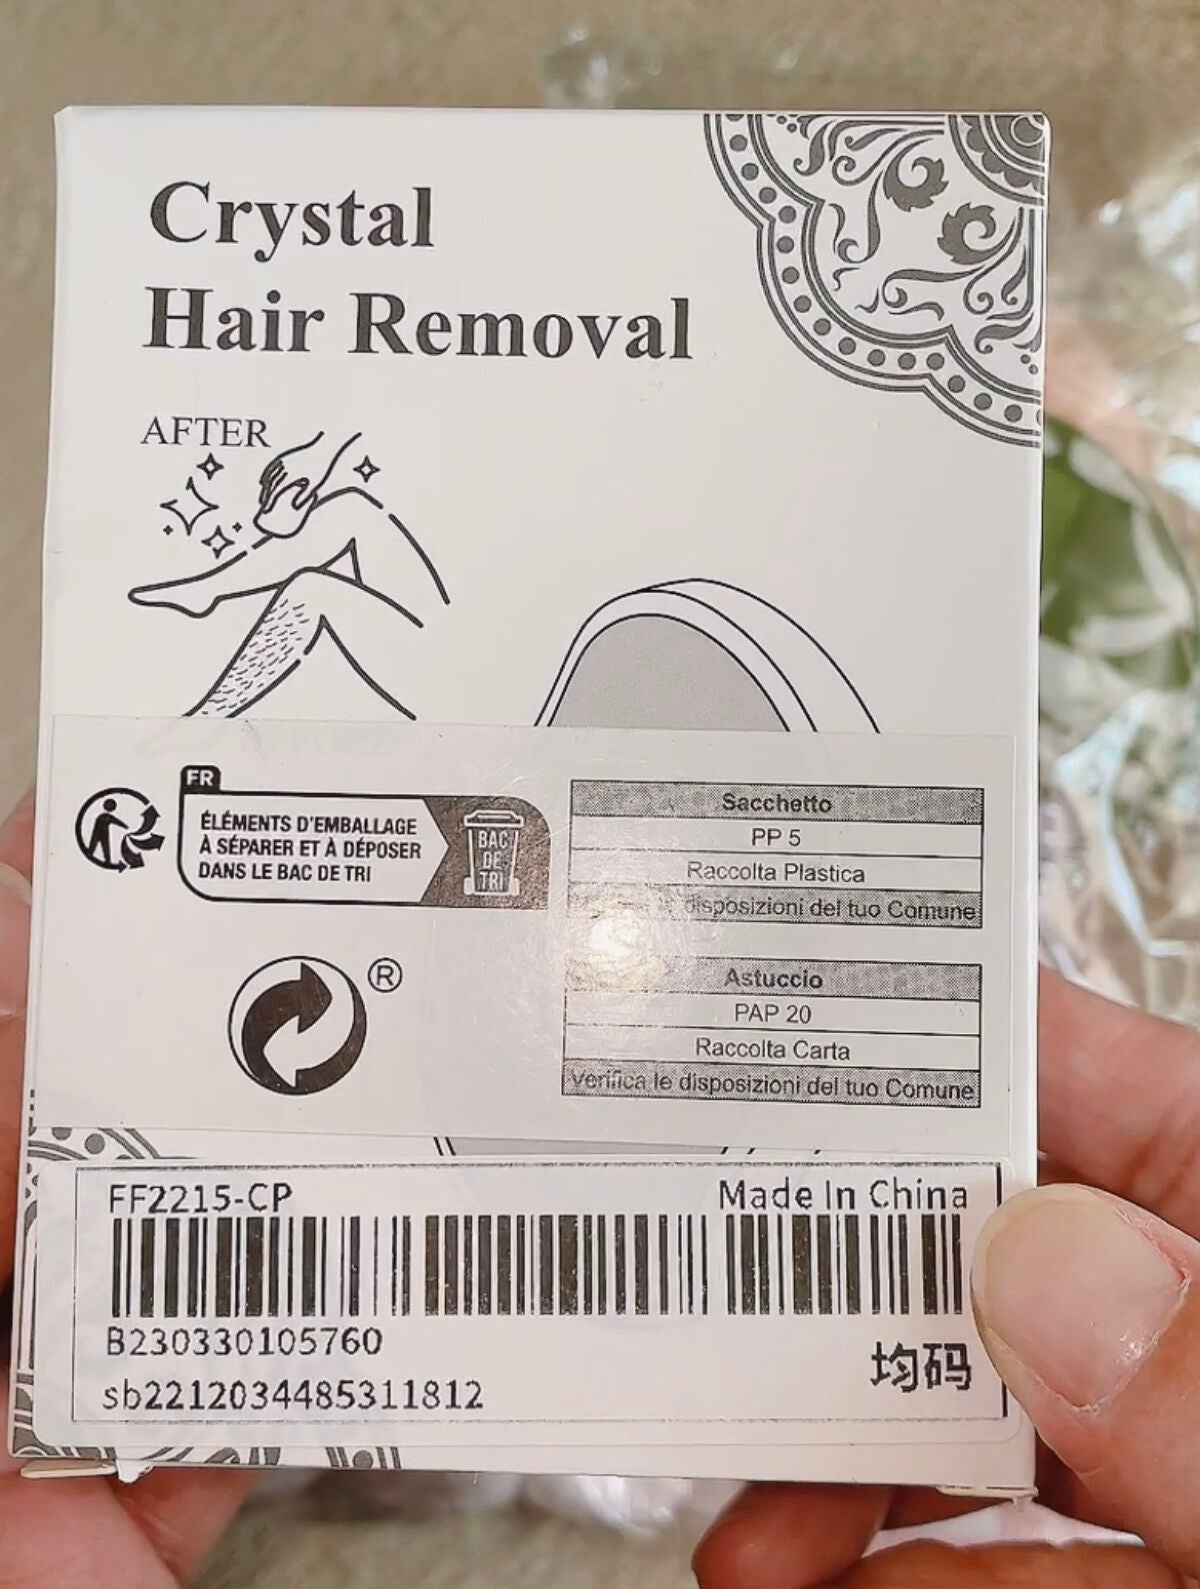 Crystal
Hair Removal
AFTER
FR
ÉLÉMENTS D'EMBALLAGE
À SÉPARER ET À DÉPOSER
DANS LE BAC DE TRI
BAC
DE
TRI
®
Sacchetto
PP 5
Raccolta Plastica
disposizioni del tuo Comune
Astuccio
PAP 20
Raccolta Carta
Verifica le disposizioni del tuo Comune
FF2215-CP
Made In China
B230330105760
sb2212034485311812
均码